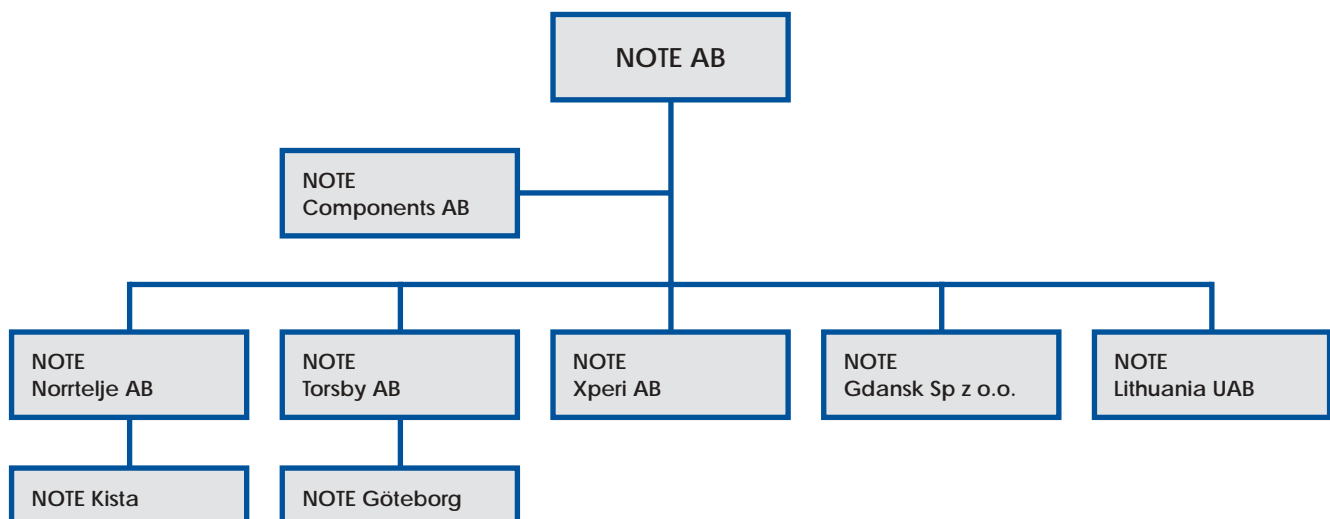 NOTE AB
NOTE
Components AB
NOTE
Norrtelje AB
NOTE
Torsby AB
NOTE
Xperi AB
NOTE
Gdansk Sp z o.o.
NOTE
Lithuania UAB
NOTE Kista
NOTE Göteborg